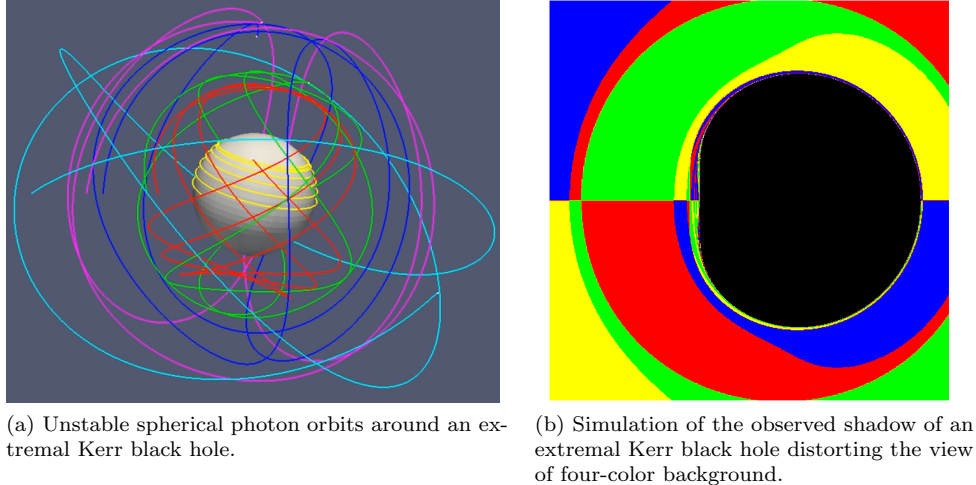 (a) Unstable spherical photon orbits around an ex-
tremal Kerr black hole.
(b) Simulation of the observed shadow of an
extremal Kerr black hole distorting the view
of four-color background.